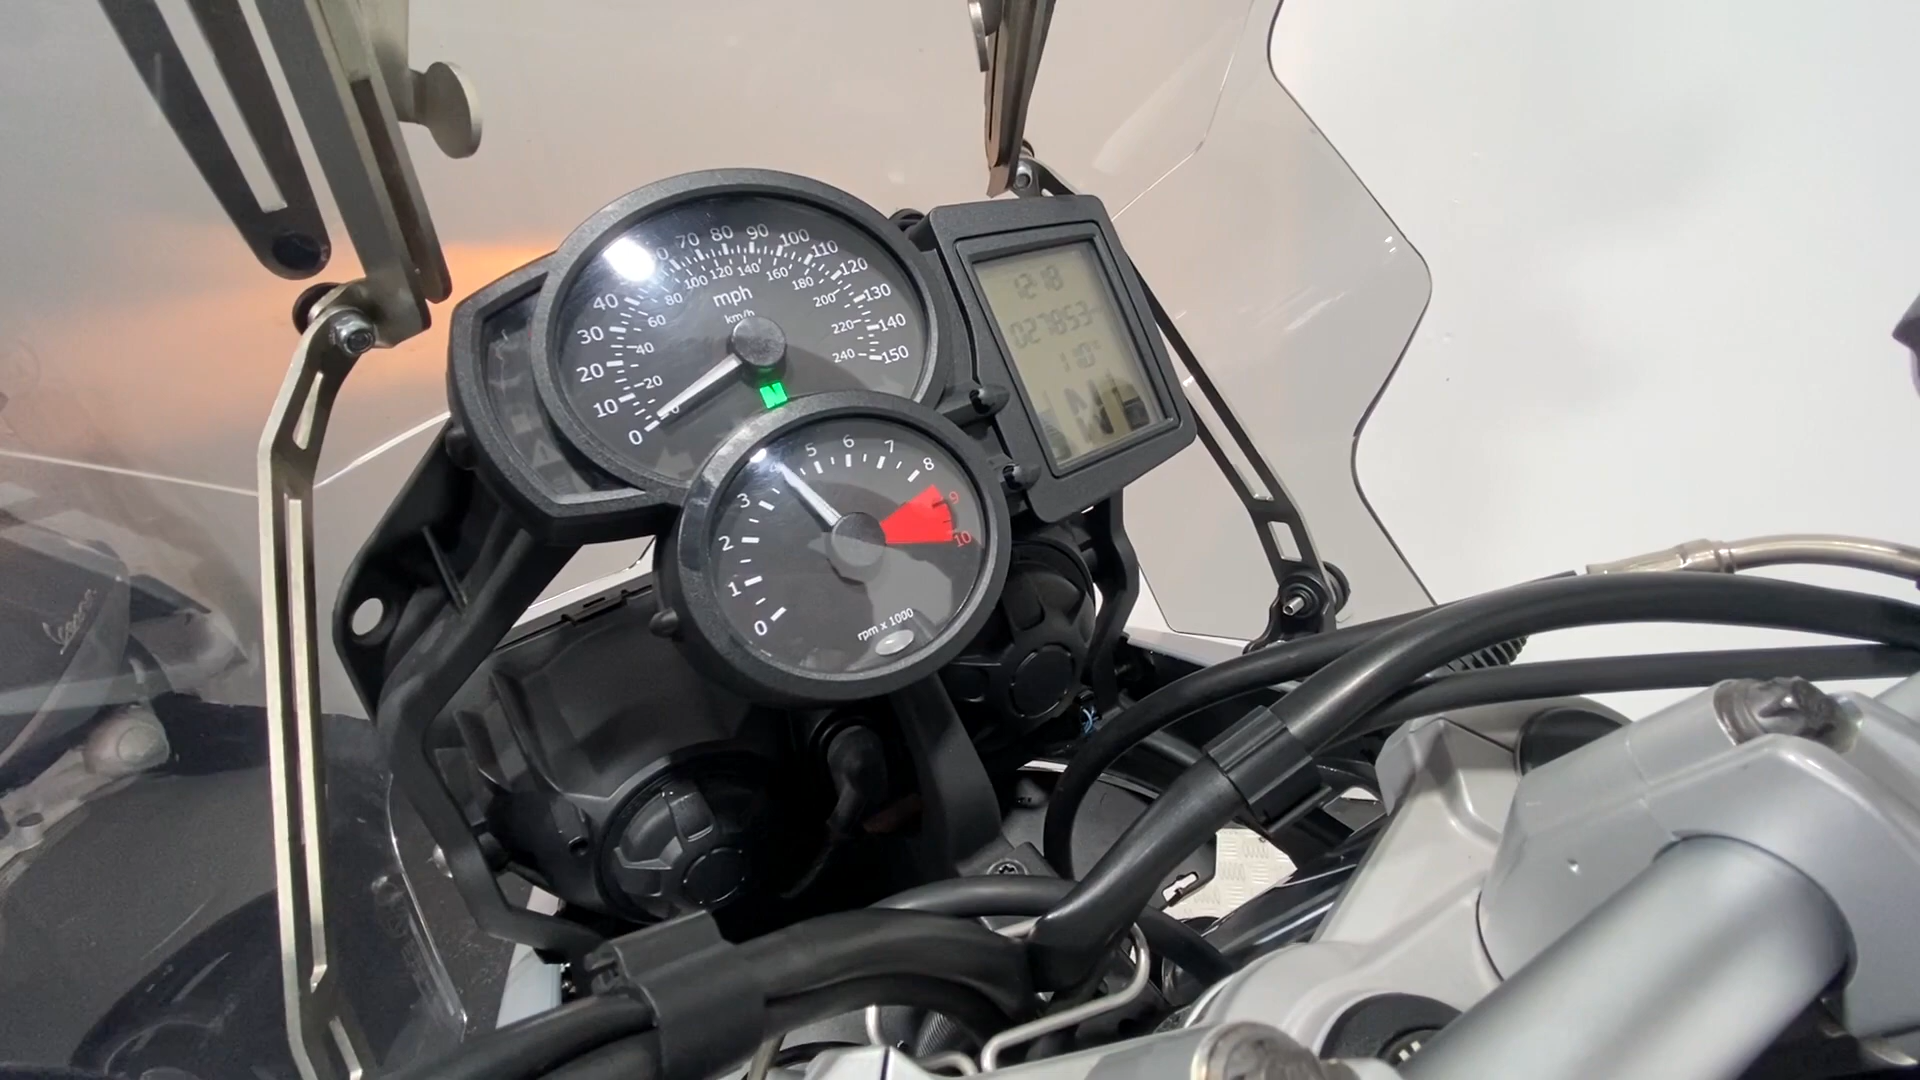 0 10 20 30 40 70 80 90 100 110 120 130 140 150
20 40 60 80 100 120 140 160 180 200 220 240
mph
km/h
N
0 1 2 3 4 5 6 7 8 9 10
rpm x 1000
12:18
027853
N